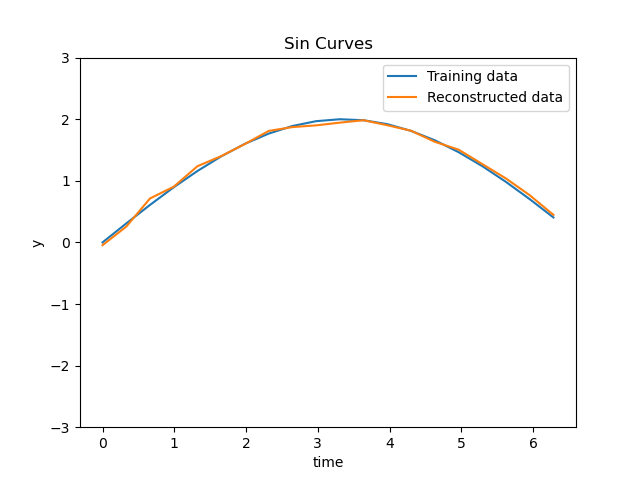 Sin Curves
Training data
Reconstructed data
3
2
1
0
−1
−2
−3
y
0 1 2 3 4 5 6
time